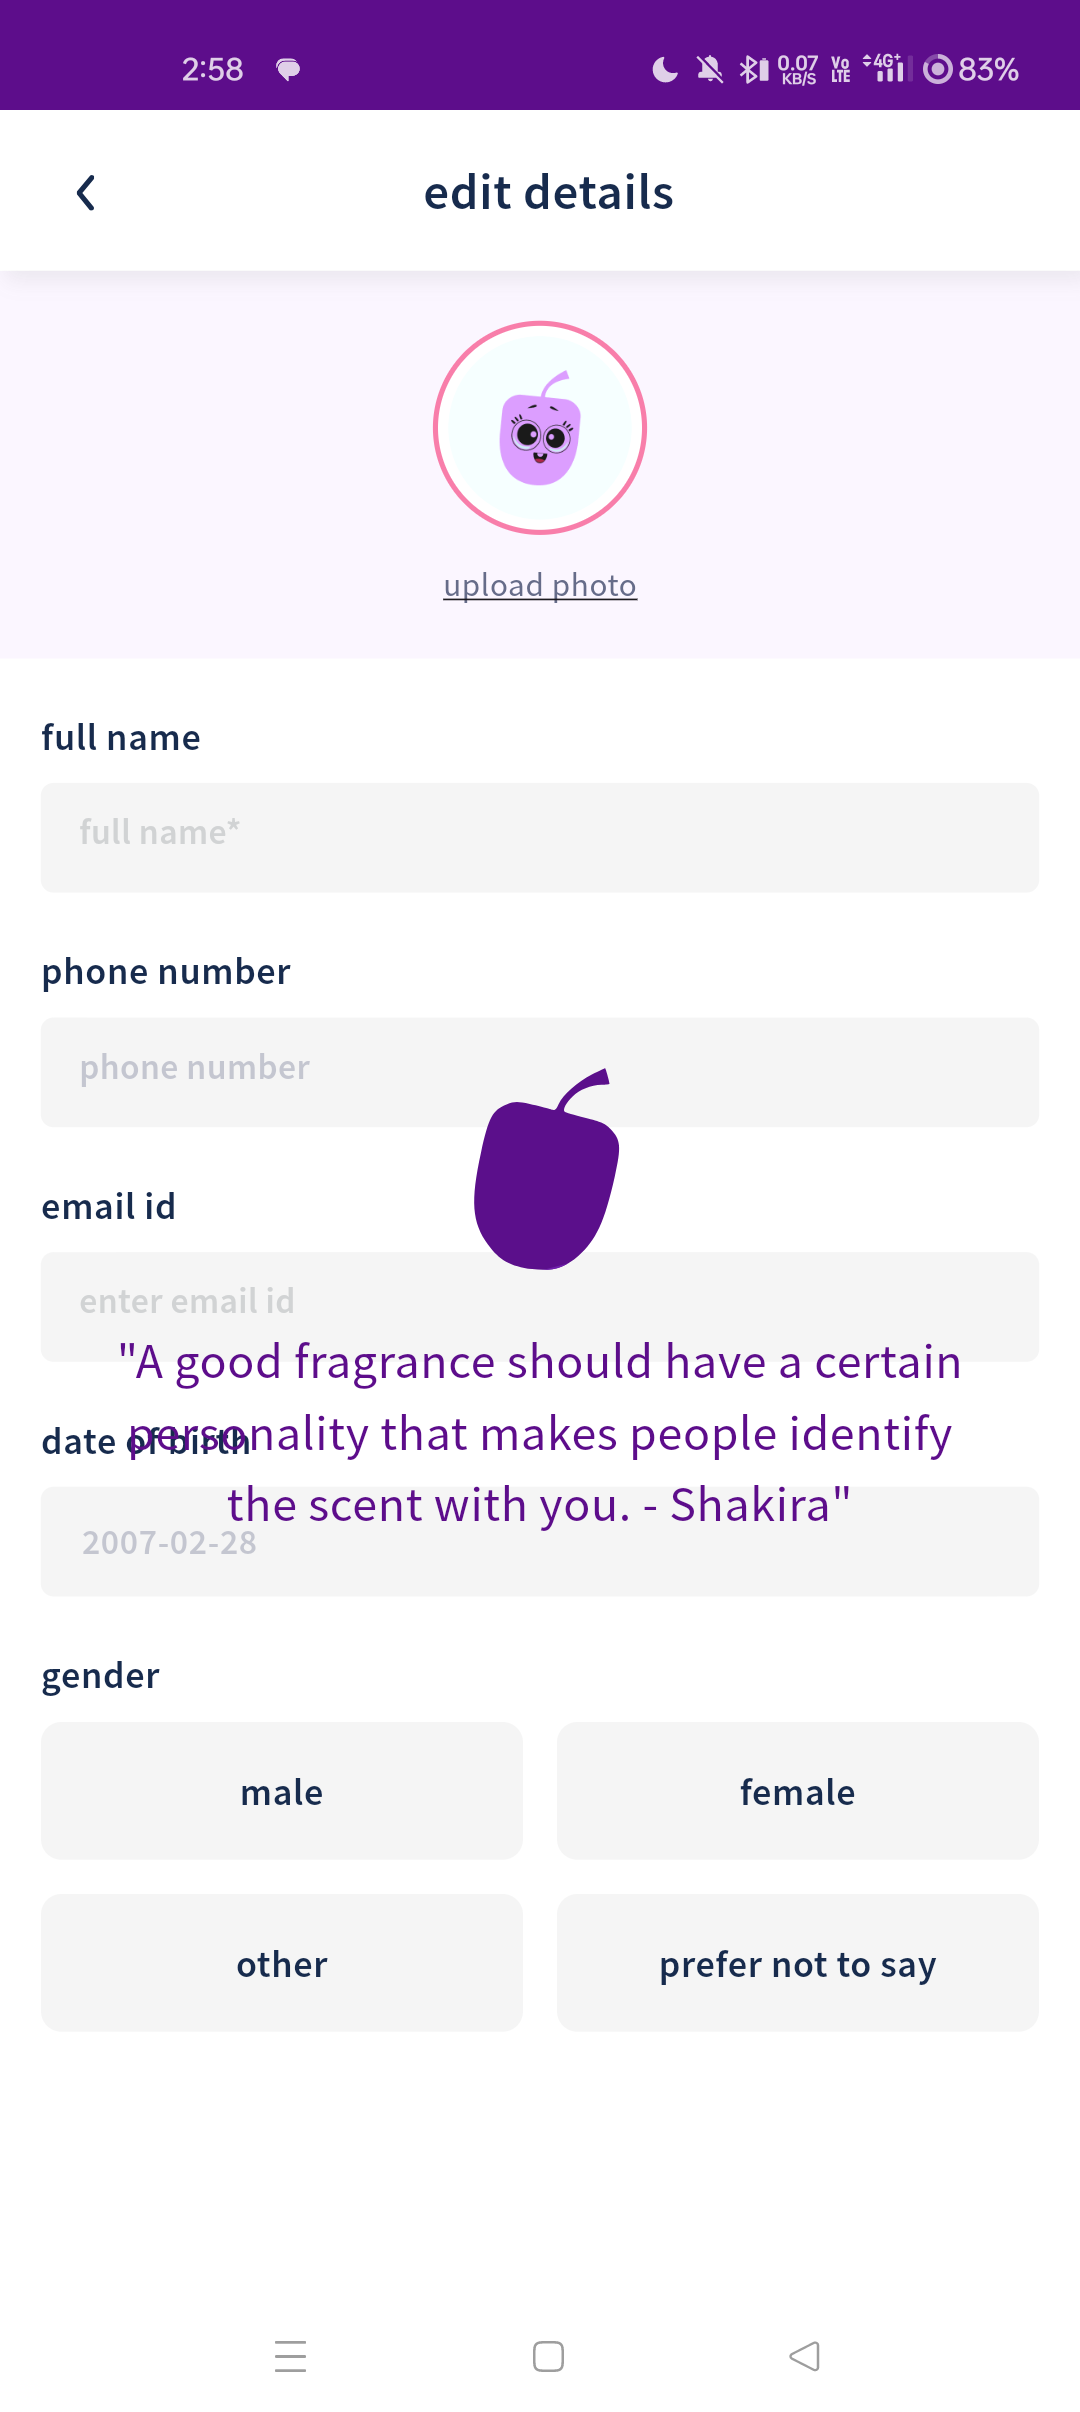 2:58
0.07 KB/S Vo LTE 4G+ 83%
edit details
upload photo
full name
full name*
phone number
phone number
email id
enter email id
"A good fragrance should have a certain
personality that makes people identify
the scent with you. - Shakira"
date of birth
2007-02-28
gender
male female
other prefer not to say